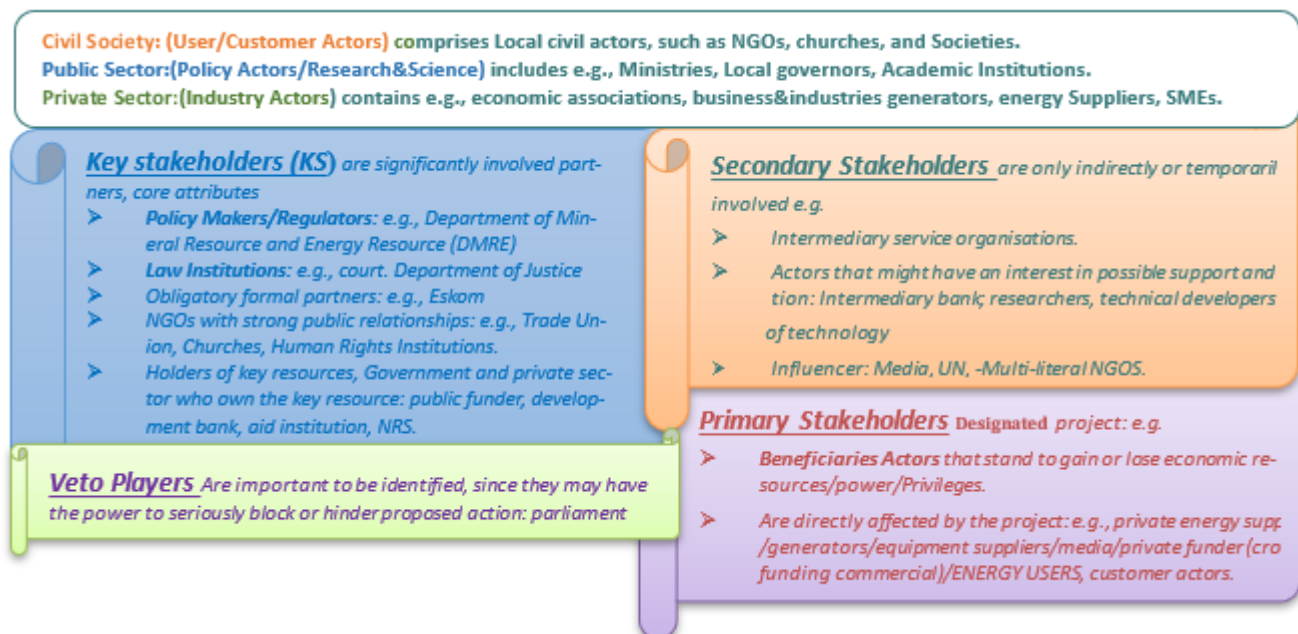 Civil Society: (User/Customer Actors) comprises Local civil actors, such as NGOs, churches, and Societies.
Public Sector:(Policy Actors/Research&Science) includes e.g., Ministries, Local governors, Academic Institutions.
Private Sector:(Industry Actors) contains e.g., economic associations, business&industries generators, energy Suppliers, SMEs.
Key stakeholders (KS) are significantly involved part-
ners, core attributes
➢ Policy Makers/Regulators: e.g., Department of Min-
eral Resource and Energy Resource (DMRE)
➢ Law Institutions: e.g., court. Department of Justice
➢ Obligatory formal partners: e.g., Eskom
➢ NGOs with strong public relationships: e.g., Trade Un-
ion, Churches, Human Rights Institutions.
➢ Holders of key resources, Government and private sec-
tor who own the key resource: public funder, develop-
ment bank, aid institution, NRS.
Veto Players Are important to be identified, since they may have
the power to seriously block or hinder proposed action: parliament
Secondary Stakeholders are only indirectly or temporaril
involved e.g.
➢ Intermediary service organisations.
➢ Actors that might have an interest in possible support and
tion: Intermediary bank; researchers, technical developers
of technology
➢ Influencer: Media, UN, -Multi-literal NGOS.
Primary Stakeholders Designated project: e.g.
➢ Beneficiaries Actors that stand to gain or lose economic re-
sources/power/Privileges.
➢ Are directly affected by the project: e.g., private energy supp
/generators/equipment suppliers/media/private funder (cro
funding commercial)/ENERGY USERS, customer actors.